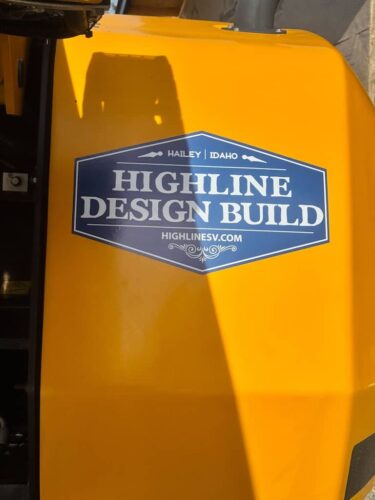 HAILEY | IDAHO
HIGHLINE
DESIGN BUILD
HIGHLINESV.COM